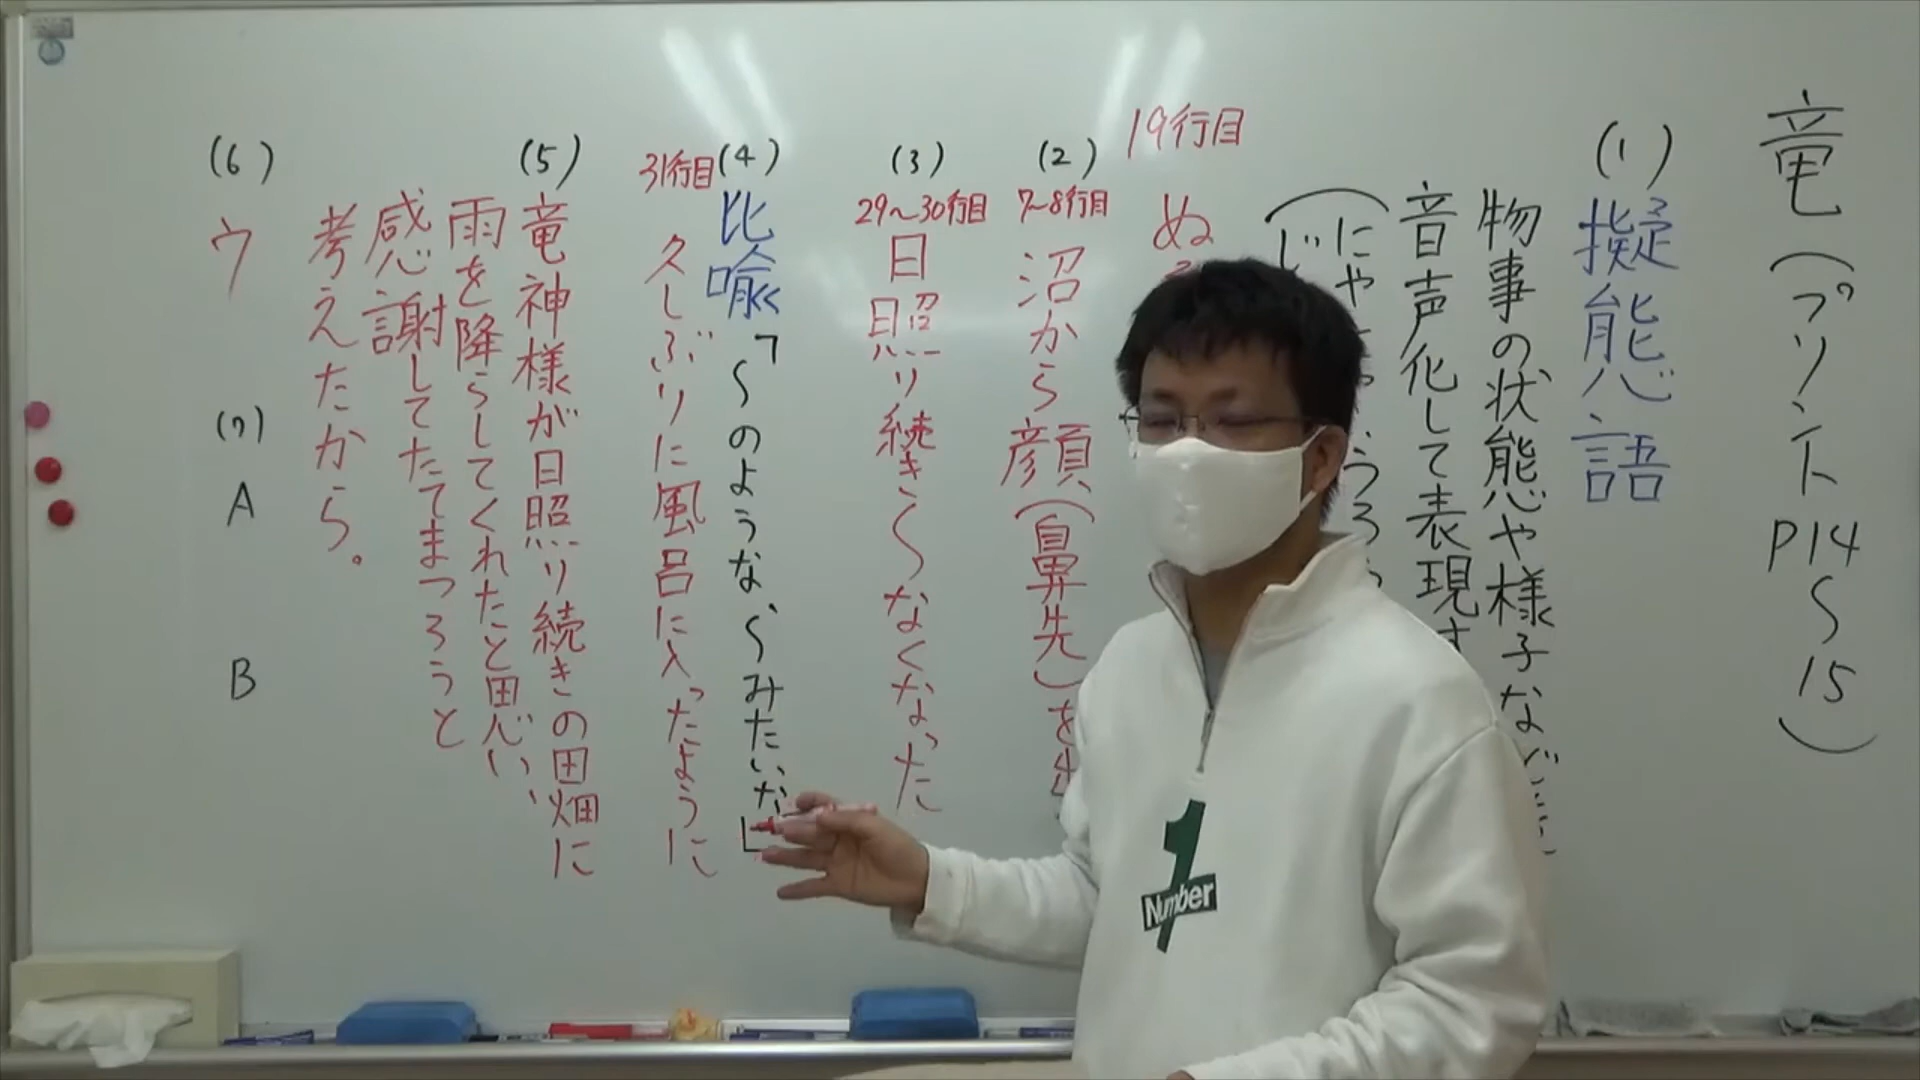 竜(プリントP14~15)
(1)
擬態語
物事の状態や様子など
音声化して表現す
19行目
ぬ
(2)
7~8行目
沼から顔(鼻先)を
(3)
29~30行目
日照り続き~なくなった
(4)
比喩「~のような、~みたいな」
31行目
久しぶりに風呂に入ったように
(5)
竜神様が日照り続きの田畑に
雨を降らしてくれたと思い、
感謝してたてまつろうと
考えたから。
(6)
ウ
(7)
A
B
1
Number